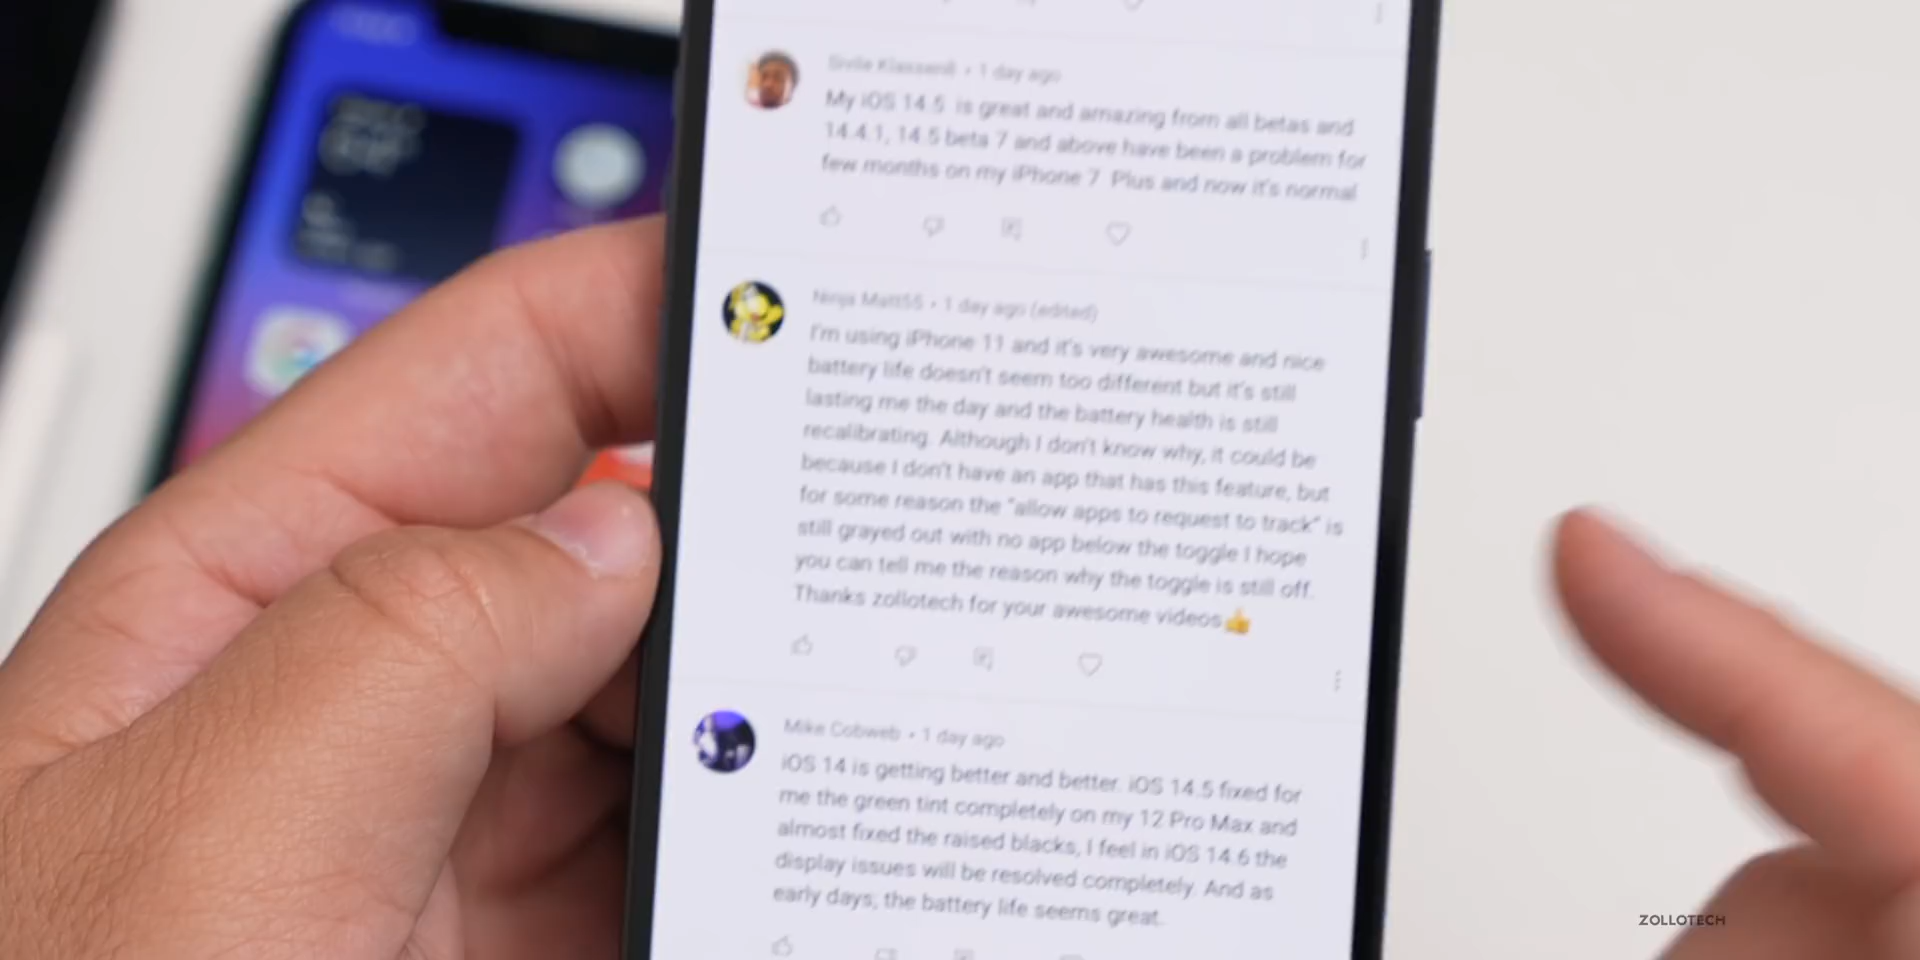 1 day ago
My iOS 14.5 is great and amazing from all betas and
14.4.1, 14.5 beta 7 and above have been a problem for
few months on my iPhone 7 Plus and now it's normal
Ninja Matt55 • 1 day ago (edited)
I'm using iPhone 11 and it's very awesome and nice
battery life doesn't seem too different but it's still
lasting me the day and the battery health is still
recalibrating. Although I don't know why, it could be
because I don't have an app that has this feature, but
for some reason the "allow apps to request to track" is
still grayed out with no app below the toggle I hope
you can tell me the reason why the toggle is still off.
Thanks zollotech for your awesome videos👍
Mike Cobweb • 1 day ago
iOS 14 is getting better and better. iOS 14.5 fixed for
me the green tint completely on my 12 Pro Max and
almost fixed the raised blacks, I feel in iOS 14.6 the
display issues will be resolved completely. And as
early days; the battery life seems great.
ZOLLOTECH